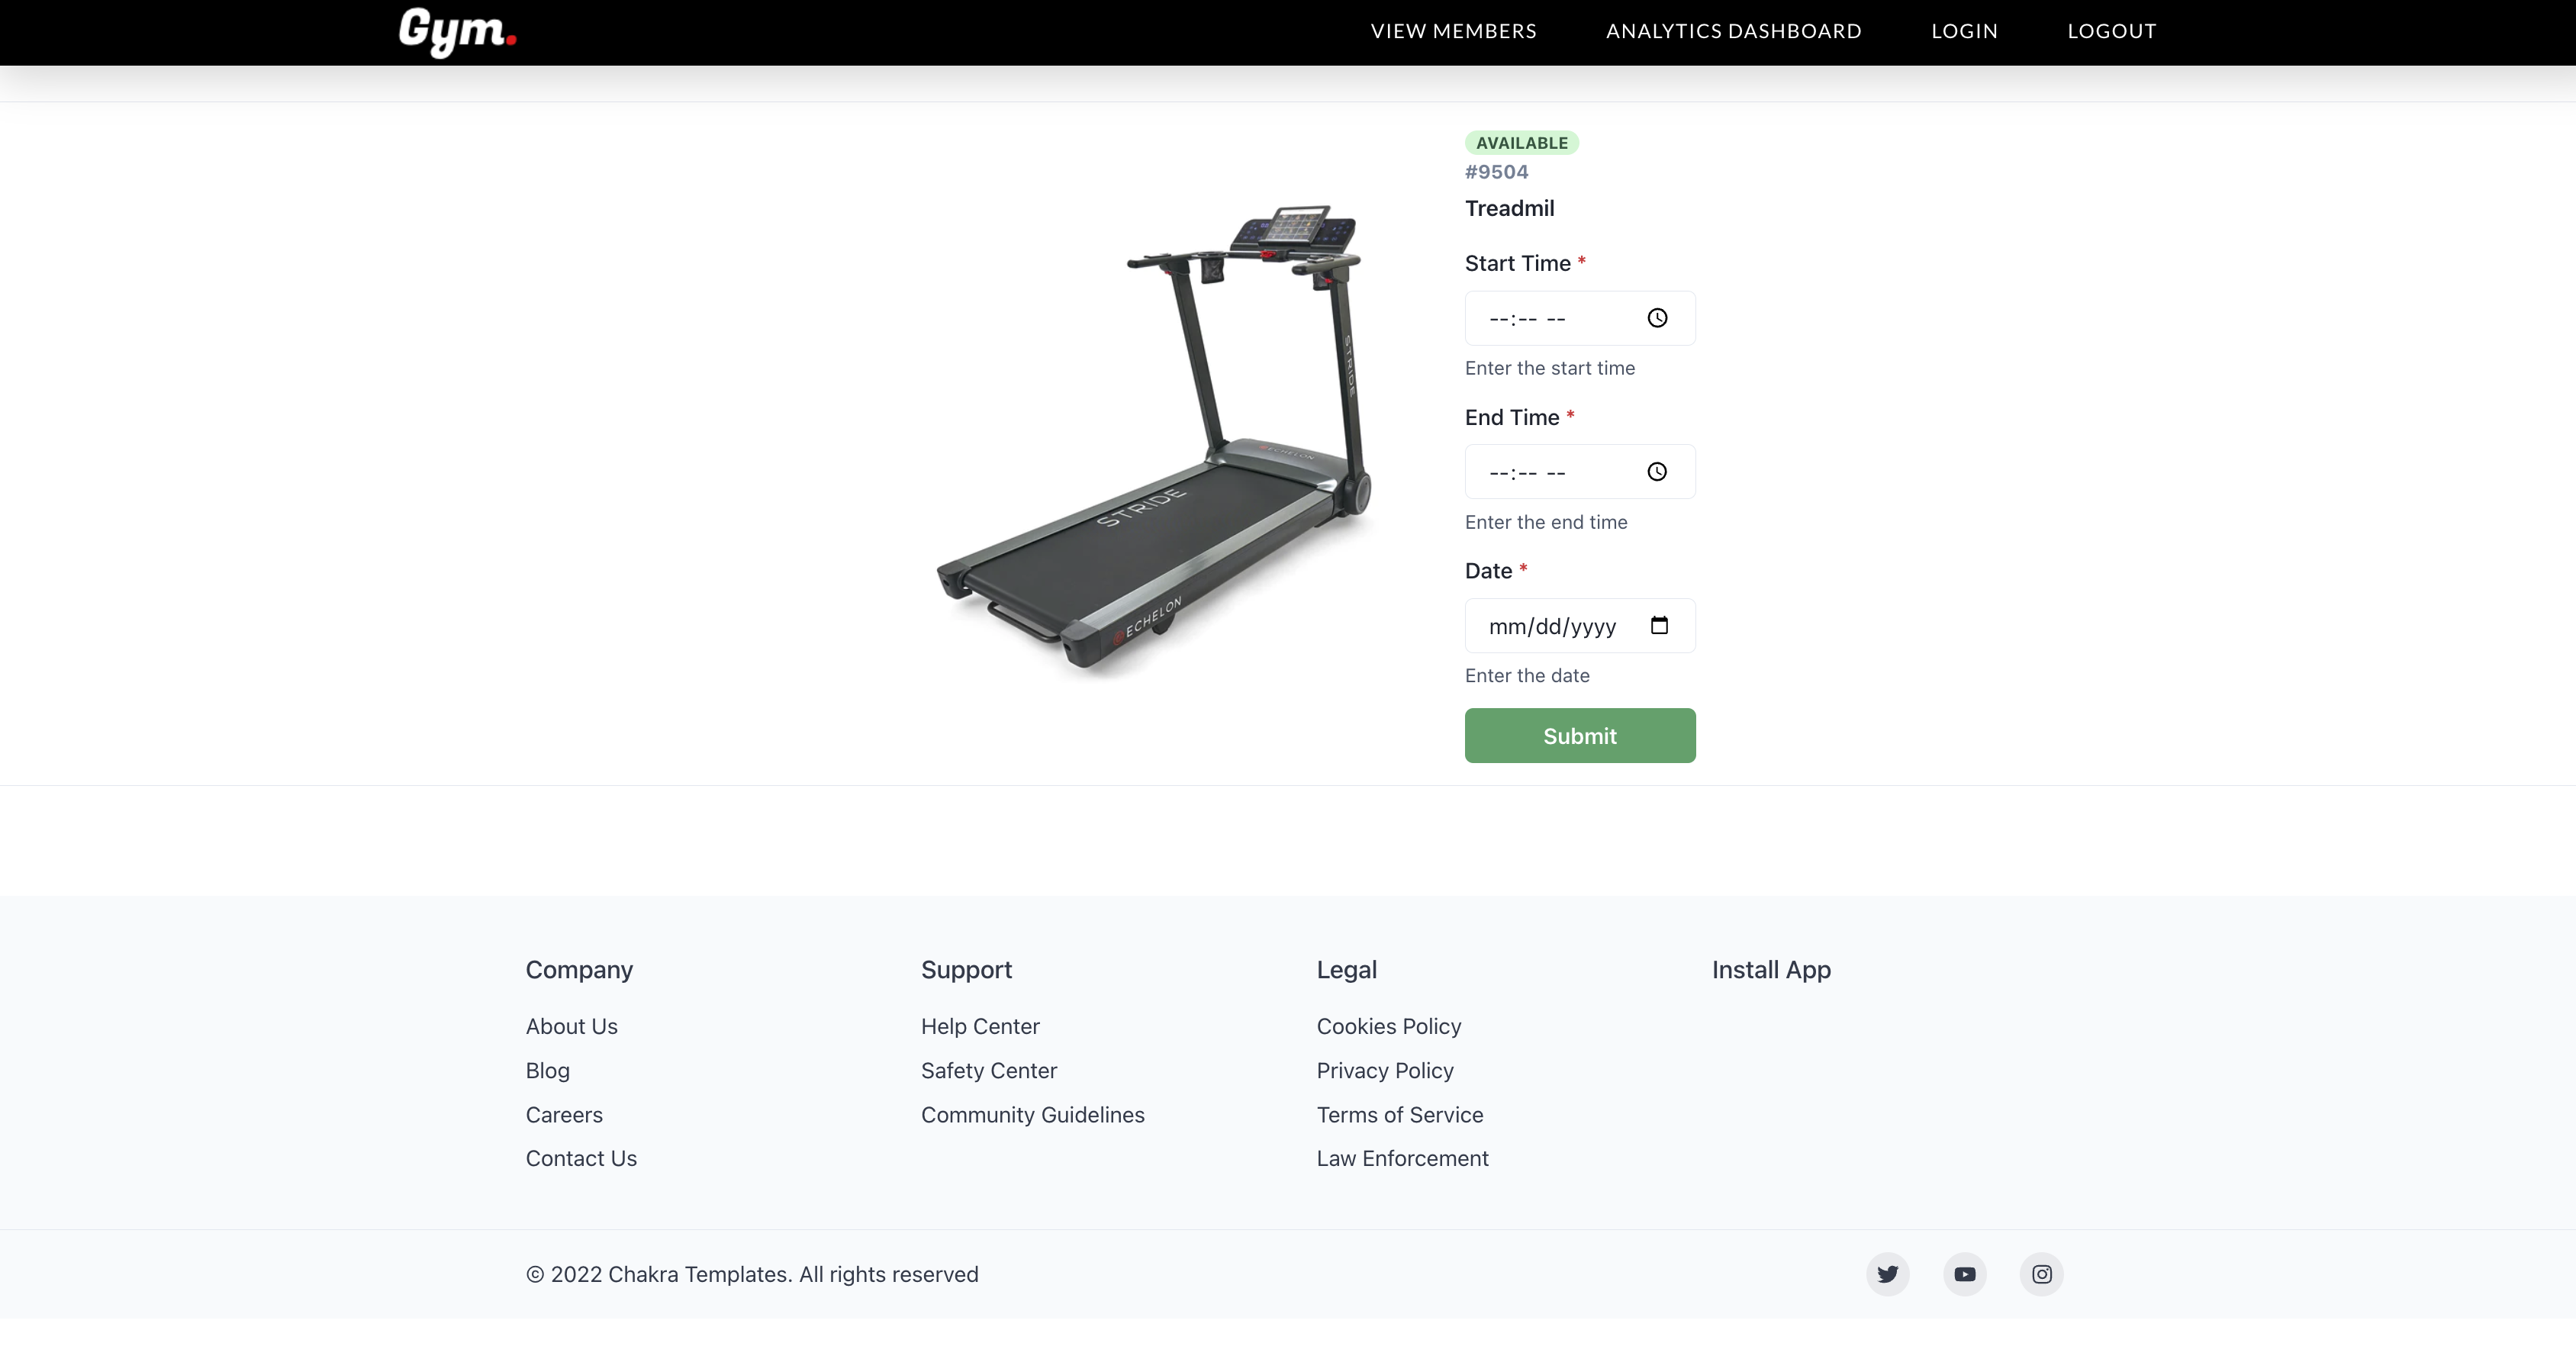 Gym.
VIEW MEMBERS
ANALYTICS DASHBOARD
LOGIN
LOGOUT
AVAILABLE
#9504
Treadmil
Start Time *
--:-- --
Enter the start time
End Time *
--:-- --
Enter the end time
Date *
mm/dd/yyyy
Enter the date
Submit
STRIDE
ECHELON
STRIDE
ECHELON
Company
About Us
Blog
Careers
Contact Us
Support
Help Center
Safety Center
Community Guidelines
Legal
Cookies Policy
Privacy Policy
Terms of Service
Law Enforcement
Install App
© 2022 Chakra Templates. All rights reserved